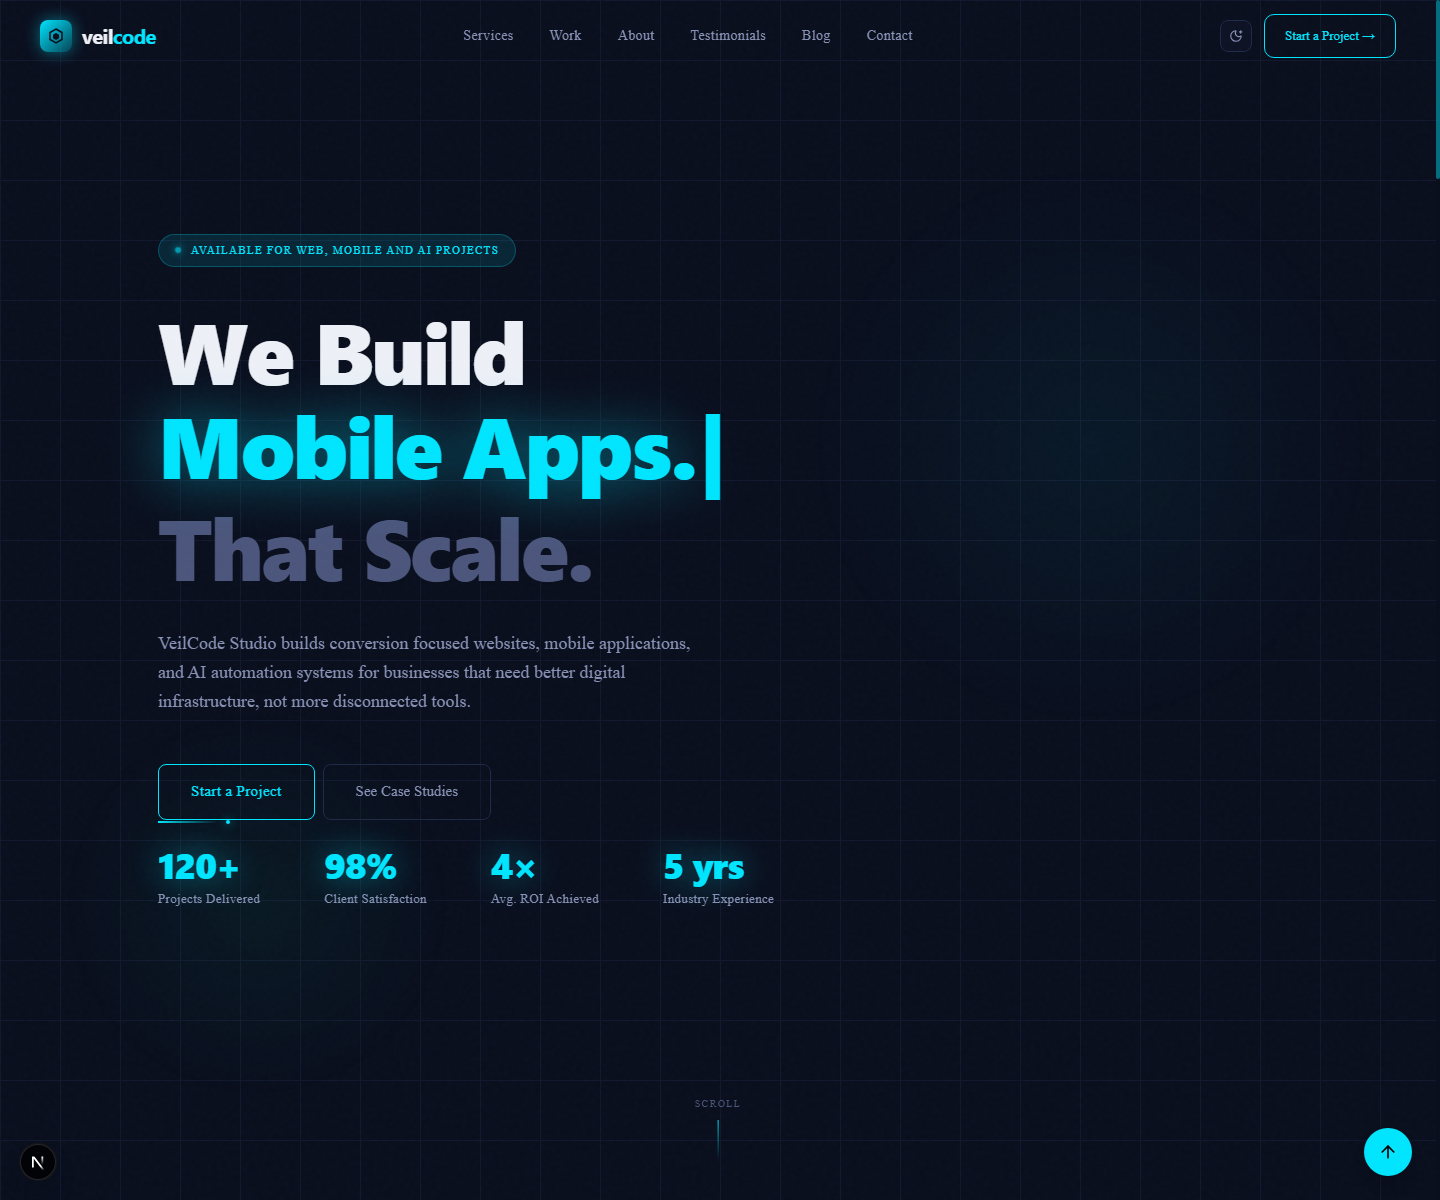 veilcode
Services Work About Testimonials Blog Contact
Start a Project →
AVAILABLE FOR WEB, MOBILE AND AI PROJECTS
We Build
Mobile Apps.|
That Scale.
VeilCode Studio builds conversion focused websites, mobile applications,
and AI automation systems for businesses that need better digital
infrastructure, not more disconnected tools.
Start a Project See Case Studies
120+ 98% 4× 5 yrs
Projects Delivered Client Satisfaction Avg. ROI Achieved Industry Experience
SCROLL
N